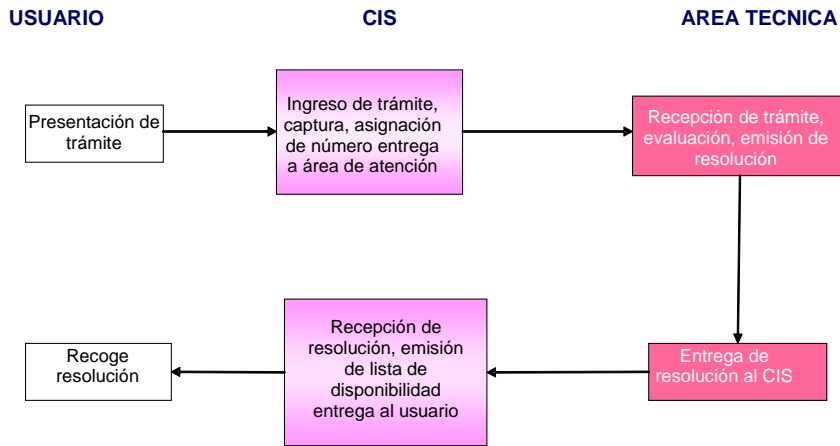 USUARIO CIS AREA TECNICA
Presentación de
trámite
Ingreso de trámite,
captura, asignación
de número entrega
a área de atención
Recepción de trámite,
evaluación, emisión de
resolución
Recoge
resolución
Recepción de
resolución, emisión
de lista de
disponibilidad
entrega al usuario
Entrega de
resolución al CIS